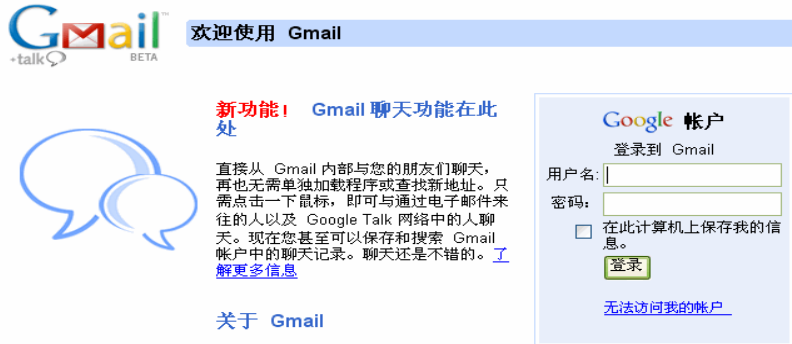 Gmail
+talk
BETA
欢迎使用 Gmail
新功能! Gmail 聊天功能在此
处
直接从 Gmail 内部与您的朋友们聊天,
再也无需单独加载程序或查找新地址。只
需点击一下鼠标，即可与通过电子邮件来
往的人以及 Google Talk 网络中的人聊
天。现在您甚至可以保存和搜索 Gmail
帐户中的聊天记录。聊天还是不错的。了
解更多信息
关于 Gmail
Google 帐户
登录到 Gmail
用户名:
密码：
在此计算机上保存我的信
息。
登录
无法访问我的帐户